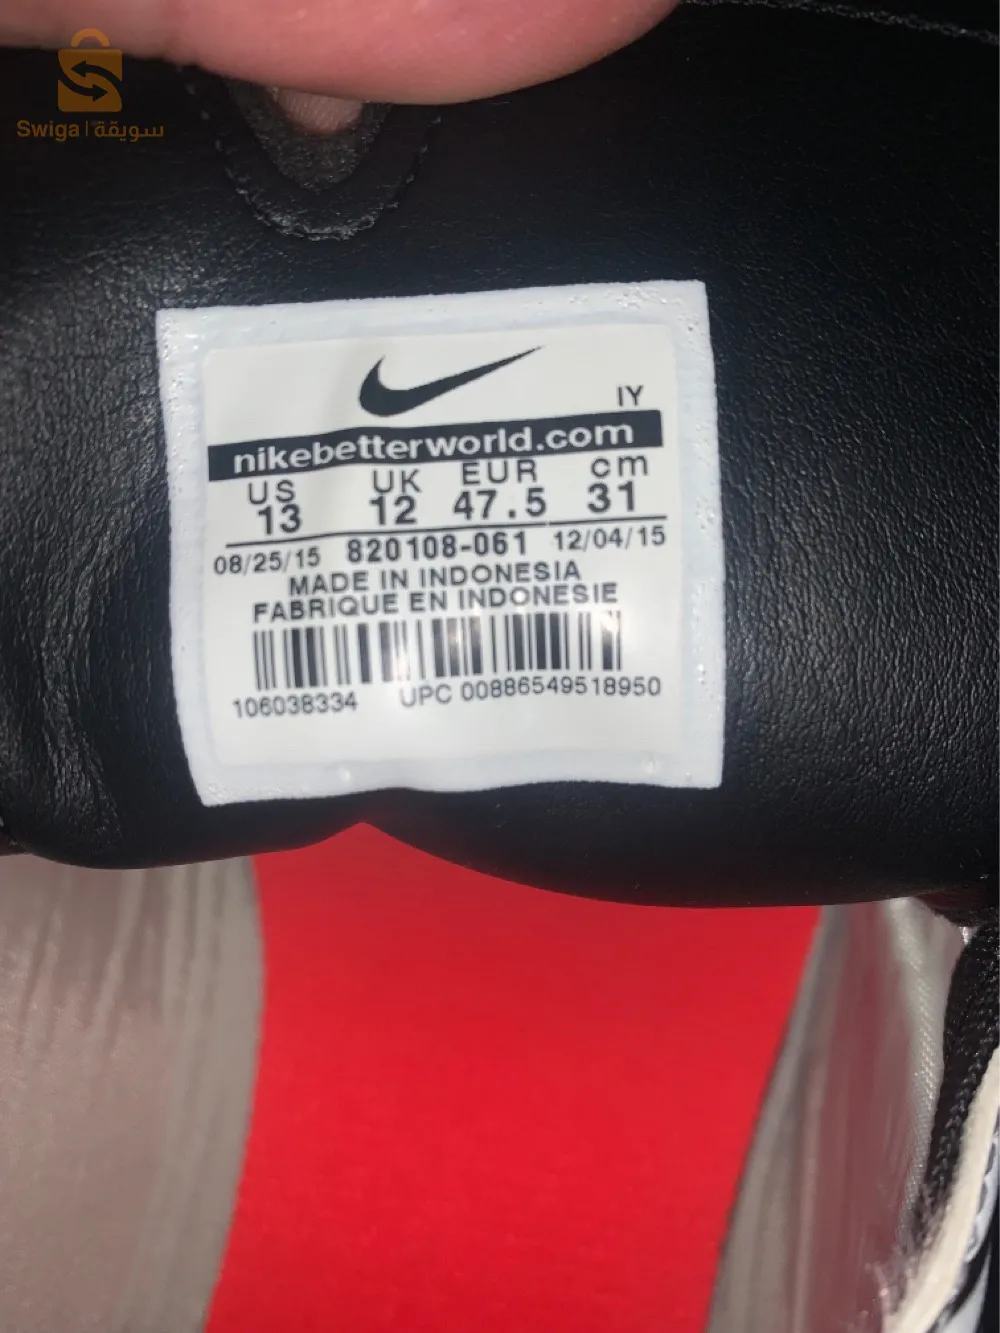 Swiga | سويقة
IY
nikebetterworld.com
US UK EUR cm
13 12 47.5 31
08/25/15 820108-061 12/04/15
MADE IN INDONESIA
FABRIQUE EN INDONESIE
106038334 UPC 00886549518950